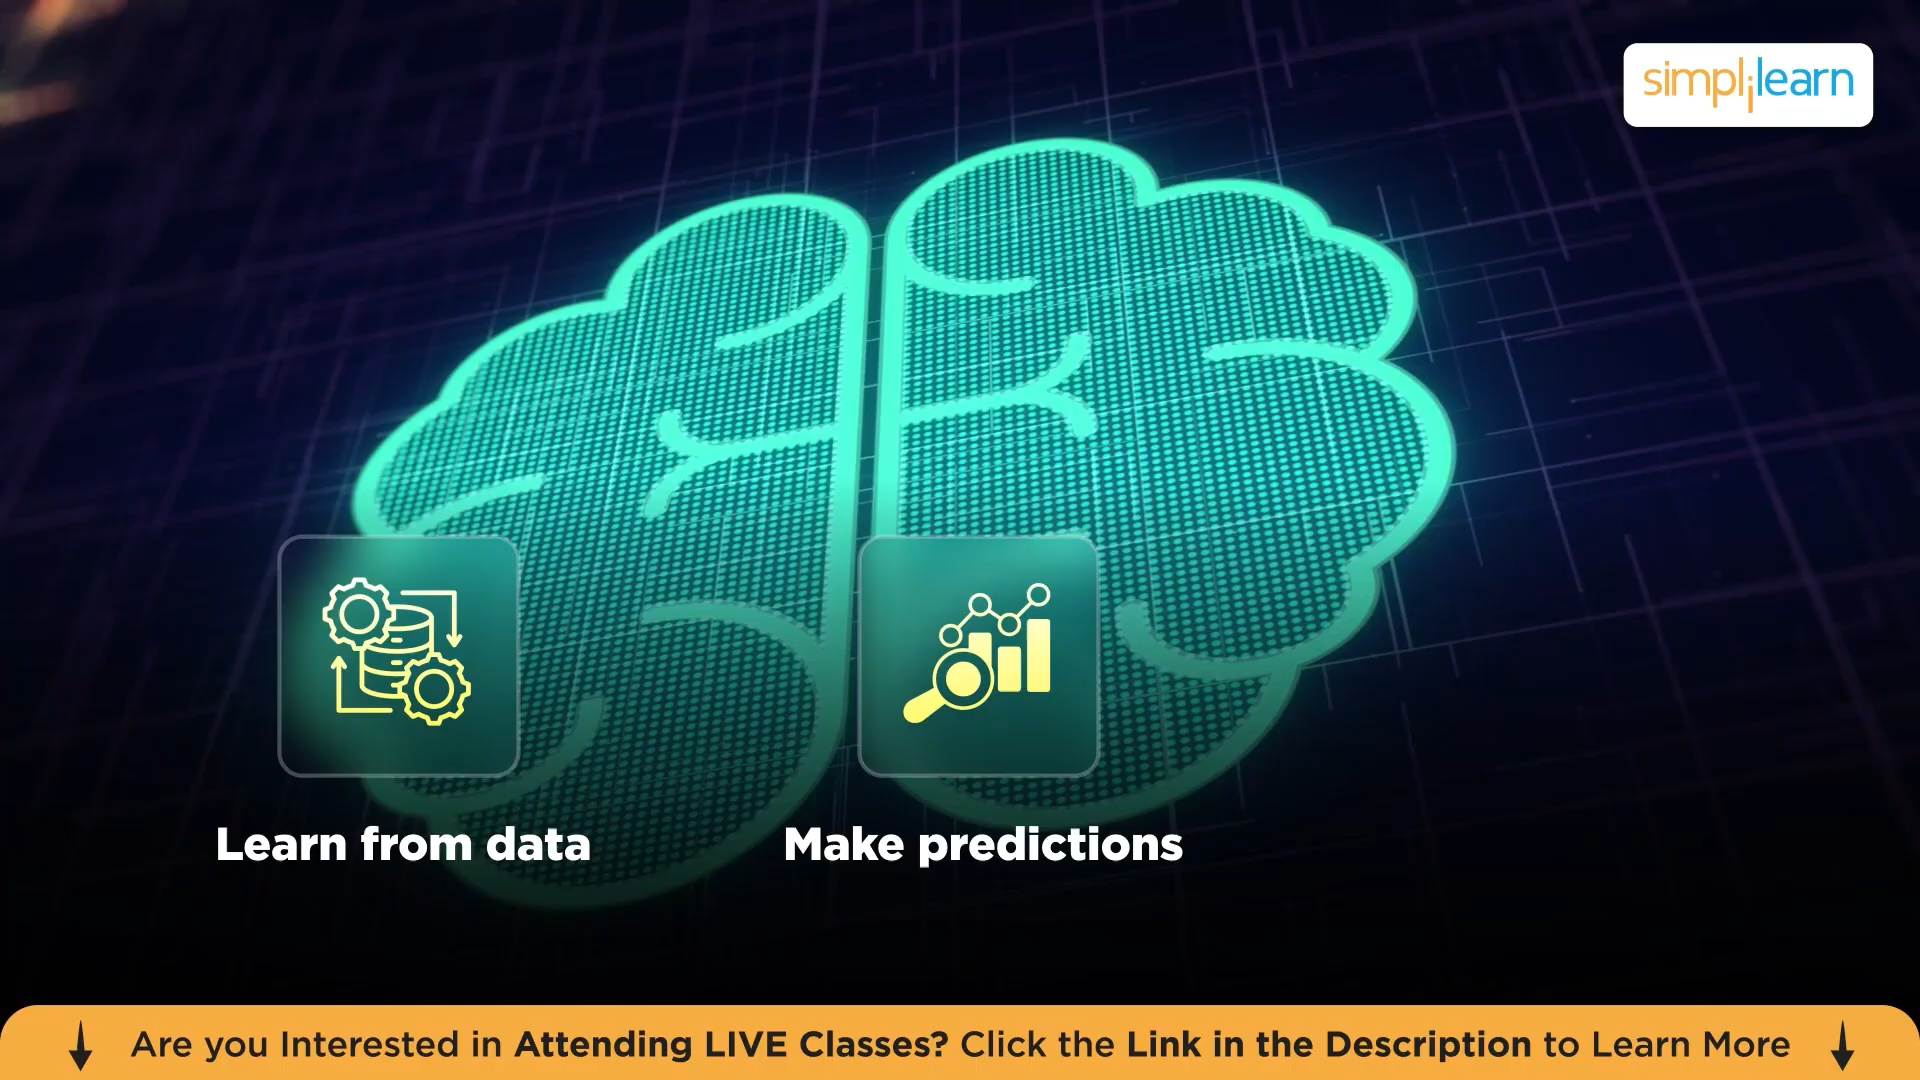 simplilearn
Learn from data
Make predictions
Are you Interested in Attending LIVE Classes? Click the Link in the Description to Learn More